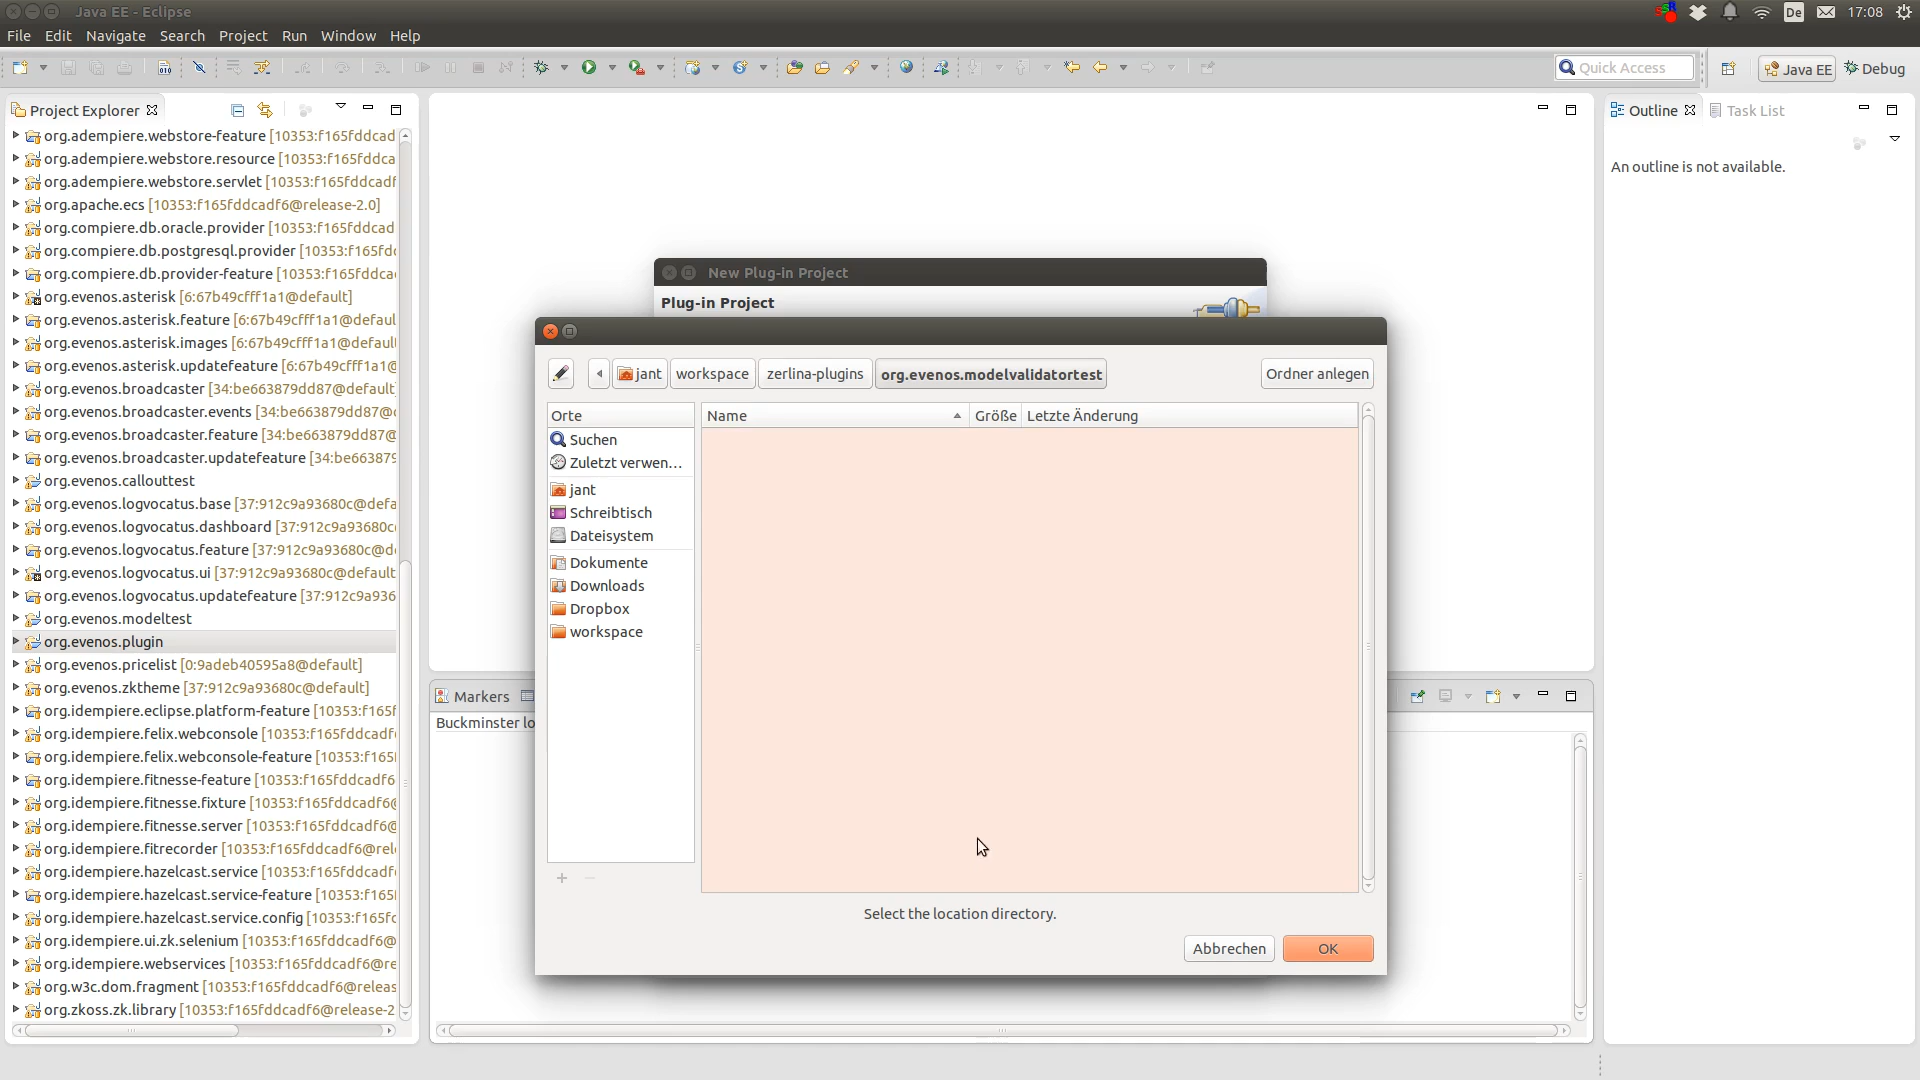 Java EE - Eclipse
De
17:08
File Edit Navigate Search Project Run Window Help
Quick Access
Java EE
Debug
Project Explorer
org.adempiere.webstore-feature [10353:f165fddcad
org.adempiere.webstore.resource [10353:f165fddca
org.adempiere.webstore.servlet [10353:f165fddcadf
org.apache.ecs [10353:f165fddcadf6@release-2.0]
org.compiere.db.oracle.provider [10353:f165fddcad
org.compiere.db.postgresql.provider [10353:f165fdd
org.compiere.db.provider-feature [10353:f165fddca
org.evenos.asterisk [6:67b49cfff1a1@default]
org.evenos.asterisk.feature [6:67b49cfff1a1@defaul
org.evenos.asterisk.images [6:67b49cfff1a1@defaul
org.evenos.asterisk.updatefeature [6:67b49cfff1a1@
org.evenos.broadcaster [34:be663879dd87@default]
org.evenos.broadcaster.events [34:be663879dd87@
org.evenos.broadcaster.feature [34:be663879dd87@
org.evenos.broadcaster.updatefeature [34:be663879
org.evenos.callouttest
org.evenos.logvocatus.base [37:912c9a93680c@defa
org.evenos.logvocatus.dashboard [37:912c9a93680c
org.evenos.logvocatus.feature [37:912c9a93680c@d
org.evenos.logvocatus.ui [37:912c9a93680c@default
org.evenos.logvocatus.updatefeature [37:912c9a936
org.evenos.modeltest
org.evenos.plugin
org.evenos.pricelist [0:9adeb40595a8@default]
org.evenos.zktheme [37:912c9a93680c@default]
org.idempiere.eclipse.platform-feature [10353:f165f
org.idempiere.felix.webconsole [10353:f165fddcadf
org.idempiere.felix.webconsole-feature [10353:f165
org.idempiere.fitnesse-feature [10353:f165fddcadf6
org.idempiere.fitnesse.fixture [10353:f165fddcadf6@
org.idempiere.fitnesse.server [10353:f165fddcadf6@
org.idempiere.fitrecorder [10353:f165fddcadf6@rel
org.idempiere.hazelcast.service [10353:f165fddcadf
org.idempiere.hazelcast.service-feature [10353:f165
org.idempiere.hazelcast.service.config [10353:f165f
org.idempiere.ui.zk.selenium [10353:f165fddcadf6@
org.idempiere.webservices [10353:f165fddcadf6@re
org.w3c.dom.fragment [10353:f165fddcadf6@releas
org.zkoss.zk.library [10353:f165fddcadf6@release-2
New Plug-in Project
Plug-in Project
jant
workspace
zerlina-plugins
org.evenos.modelvalidatortest
Ordner anlegen
Orte
Suchen
Zuletzt verwen...
jant
Schreibtisch
Dateisystem
Dokumente
Downloads
Dropbox
workspace
Name
Größe
Letzte Änderung
Select the location directory.
Abbrechen
OK
Markers
Buckminster lo
Outline
Task List
An outline is not available.